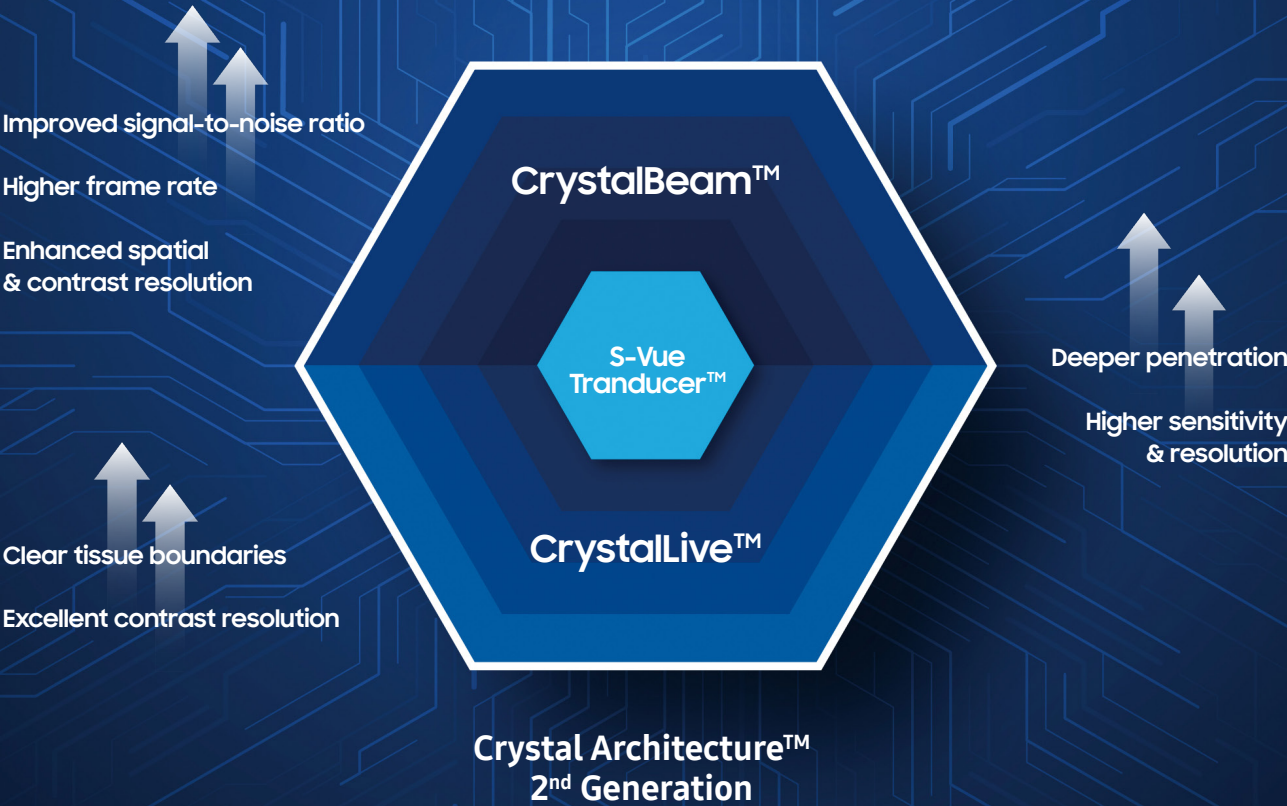 Improved signal-to-noise ratio
Higher frame rate
Enhanced spatial
& contrast resolution
Clear tissue boundaries
Excellent contrast resolution
CrystalBeam™
S-Vue
Tranducer™
CrystalLive™
Deeper penetration
Higher sensitivity
& resolution
Crystal Architecture™
2nd Generation